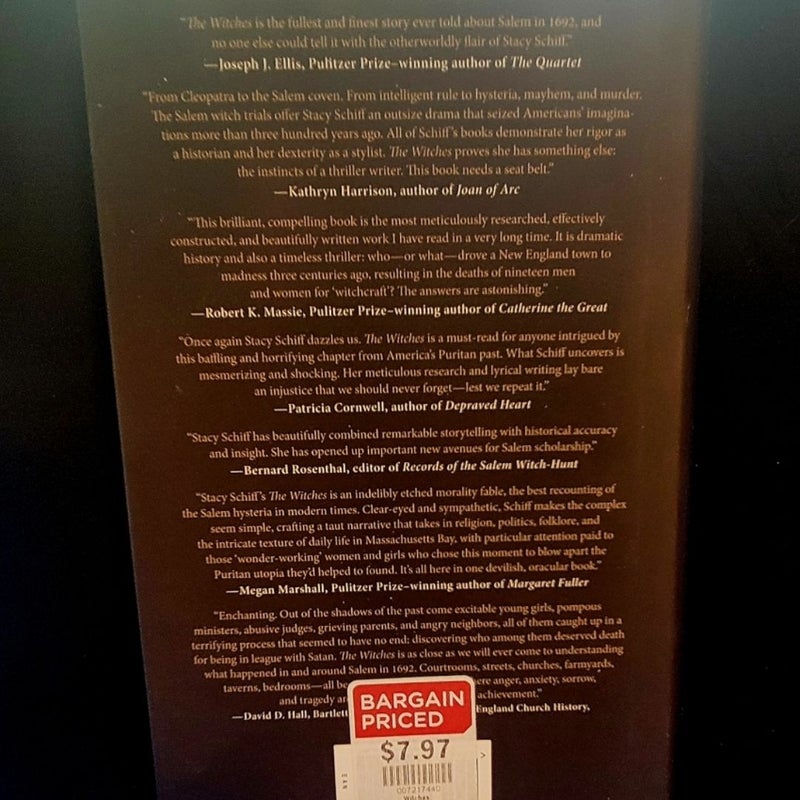 "The Witches is the fullest and finest story ever told about Salem in 1692, and
no one else could tell it with the otherworldly flair of Stacy Schiff."
—Joseph J. Ellis, Pulitzer Prize–winning author of The Quartet
"From Cleopatra to the Salem coven. From intelligent rule to hysteria, mayhem, and murder.
The Salem witch trials offer Stacy Schiff an outsize drama that seized Americans' imagina-
tions more than three hundred years ago. All of Schiff's books demonstrate her rigor as
a historian and her dexterity as a stylist. The Witches proves she has something else:
the instincts of a thriller writer. This book needs a seat belt."
—Kathryn Harrison, author of Joan of Arc
"This brilliant, compelling book is the most meticulously researched, effectively
constructed, and beautifully written work I have read in a very long time. It is dramatic
history and also a timeless thriller: who—or what—drove a New England town to
madness three centuries ago, resulting in the deaths of nineteen men
and women for 'witchcraft'? The answers are astonishing."
—Robert K. Massie, Pulitzer Prize–winning author of Catherine the Great
"Once again Stacy Schiff dazzles us. The Witches is a must-read for anyone intrigued by
this baffling and horrifying chapter from America's Puritan past. What Schiff uncovers is
mesmerizing and shocking. Her meticulous research and lyrical writing lay bare
an injustice that we should never forget—lest we repeat it."
—Patricia Cornwell, author of Depraved Heart
"Stacy Schiff has beautifully combined remarkable storytelling with historical accuracy
and insight. She has opened up important new avenues for Salem scholarship."
—Bernard Rosenthal, editor of Records of the Salem Witch-Hunt
"Stacy Schiff's The Witches is an indelibly etched morality fable, the best recounting of
the Salem hysteria in modern times. Clear-eyed and sympathetic, Schiff makes the complex
seem simple, crafting a taut narrative that takes in religion, politics, folklore, and
the intricate texture of daily life in Massachusetts Bay, with particular attention paid to
those 'wonder-working' women and girls who chose this moment to blow apart the
Puritan utopia they'd helped to found. It's all here in one devilish, oracular book."
—Megan Marshall, Pulitzer Prize–winning author of Margaret Fuller
"Enchanting. Out of the shadows of the past come excitable young girls, pompous
ministers, abusive judges, grieving parents, and angry neighbors, all of them caught up in a
terrifying process that seemed to have no end: discovering who among them deserved death
for being in league with Satan. The Witches is as close as we will ever come to understanding
what happened in and around Salem in 1692. Courtrooms, streets, churches, farmyards,
taverns, bedrooms—all be ere anger, anxiety, sorrow,
and tragedy ar achievement."
—David D. Hall, Bartlett England Church History,
BARGAIN
PRICED
$7.97
Witches